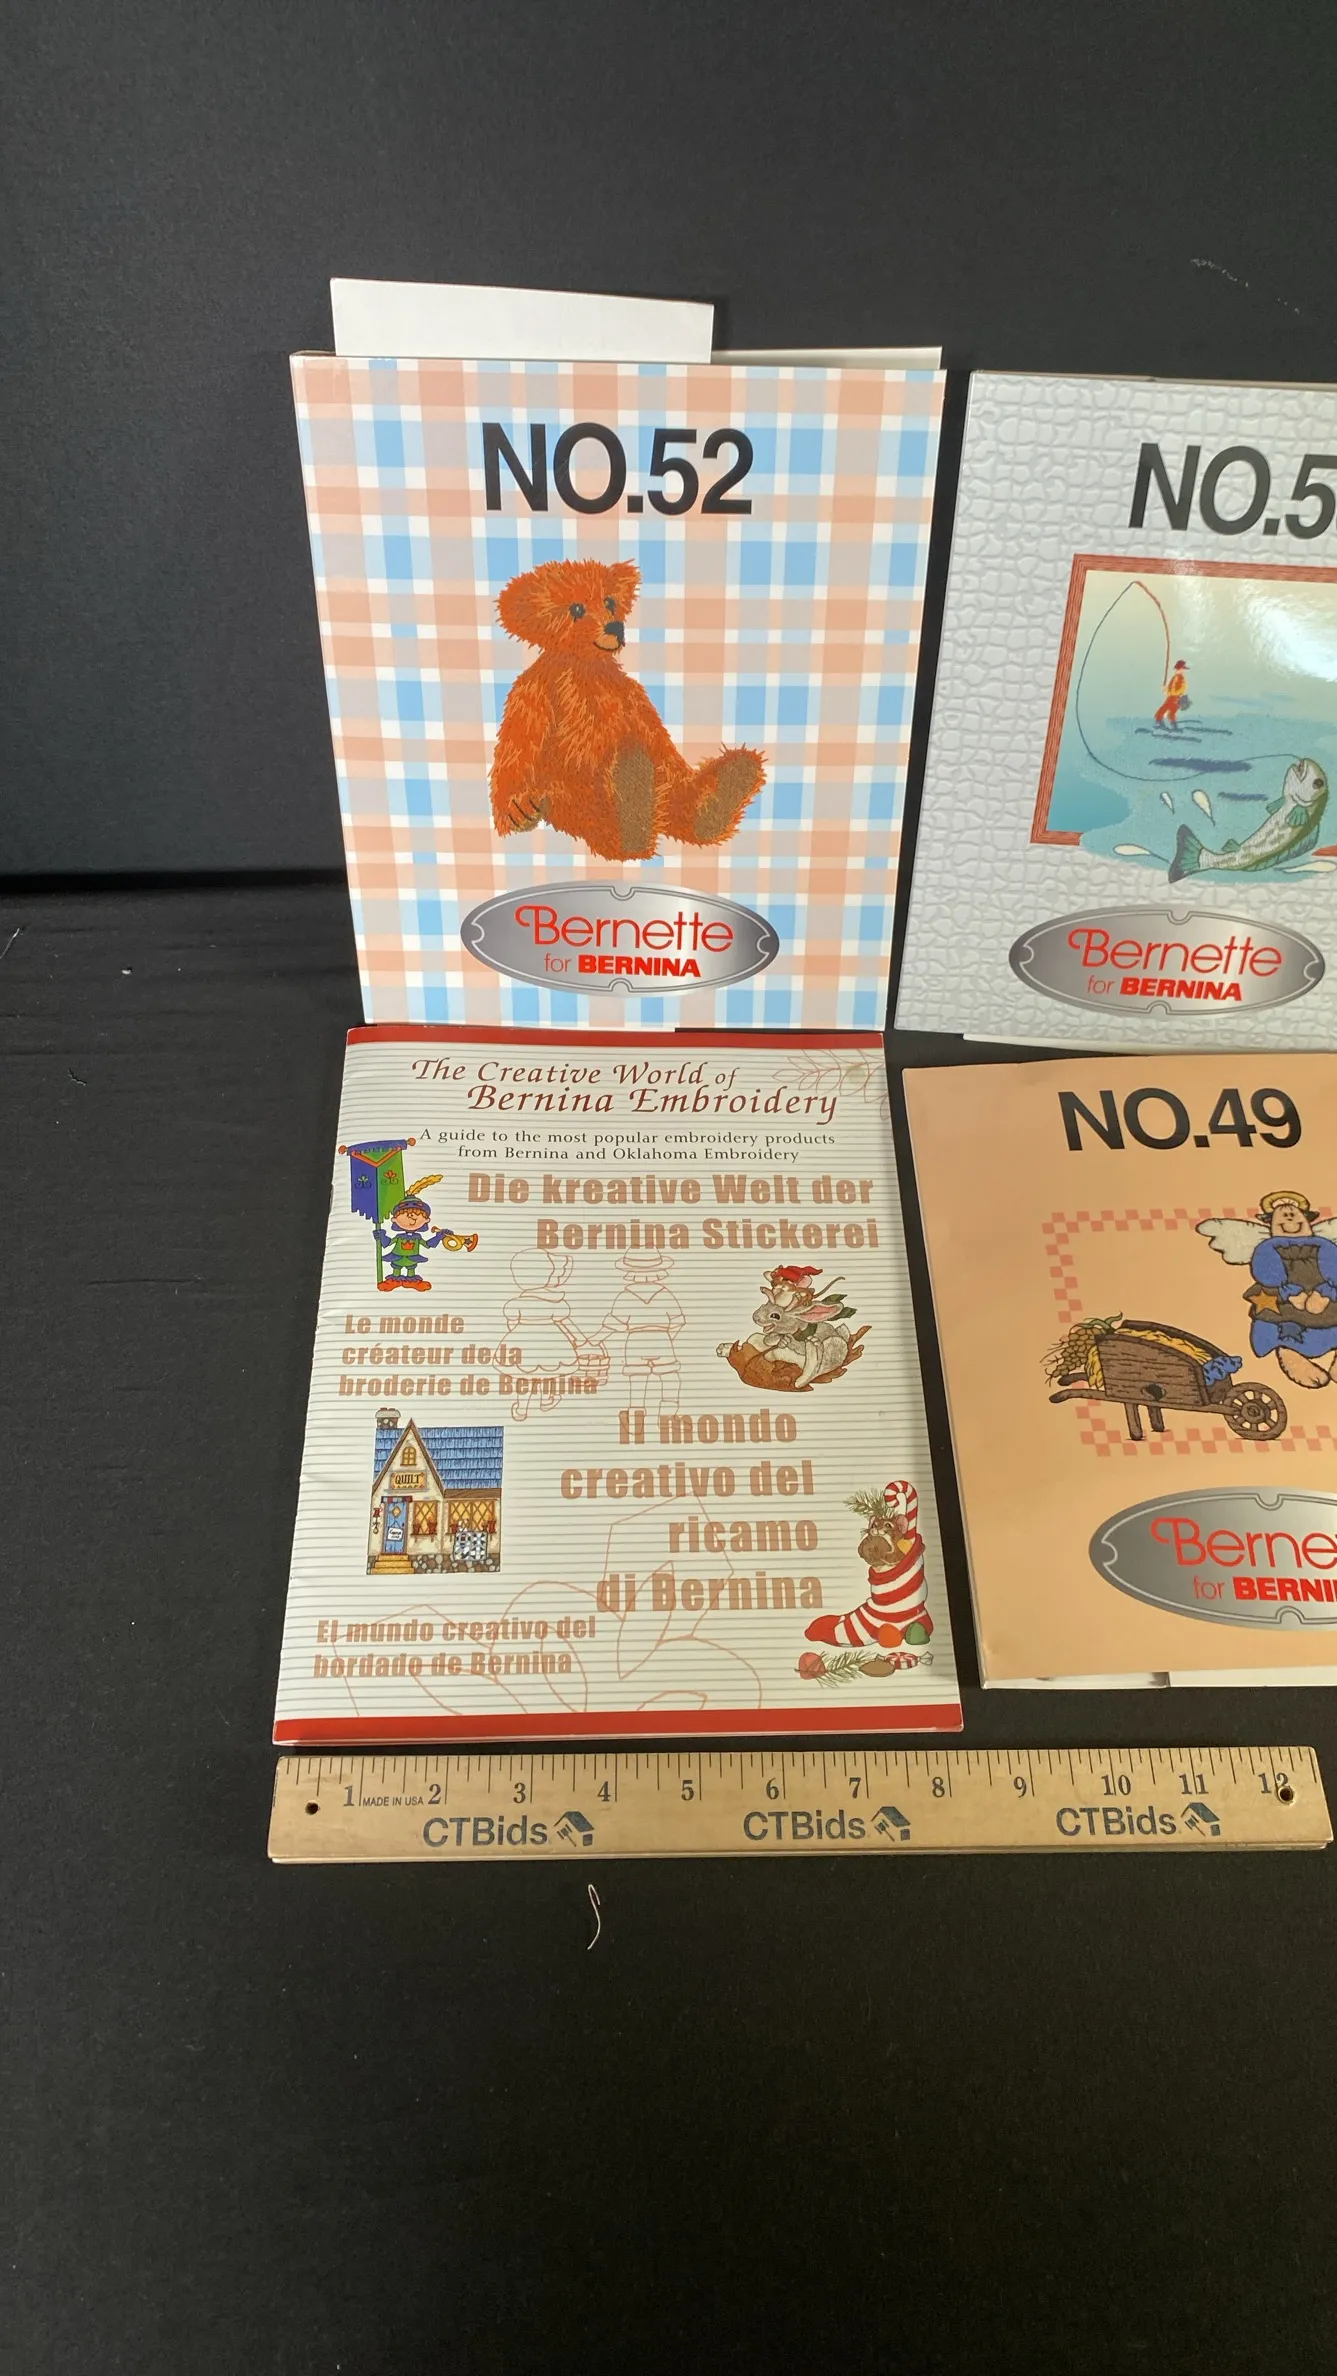 NO.52
Bernette
for BERNINA
NO.5
Bernette
for BERNINA
The Creative World of
Bernina Embroidery
A guide to the most popular embroidery products
from Bernina and Oklahoma Embroidery
Die kreative Welt der
Bernina Stickerei
Le monde
créateur de la
broderie de Bernina
QUILT
Il mondo
creativo del
ricamo
di Bernina
El mundo creativo del
bordado de Bernina
NO.49
Berne
for BERNI
1 MADE IN USA 2 3 4 5 6 7 8 9 10 11 12
CTBids CTBids CTBids